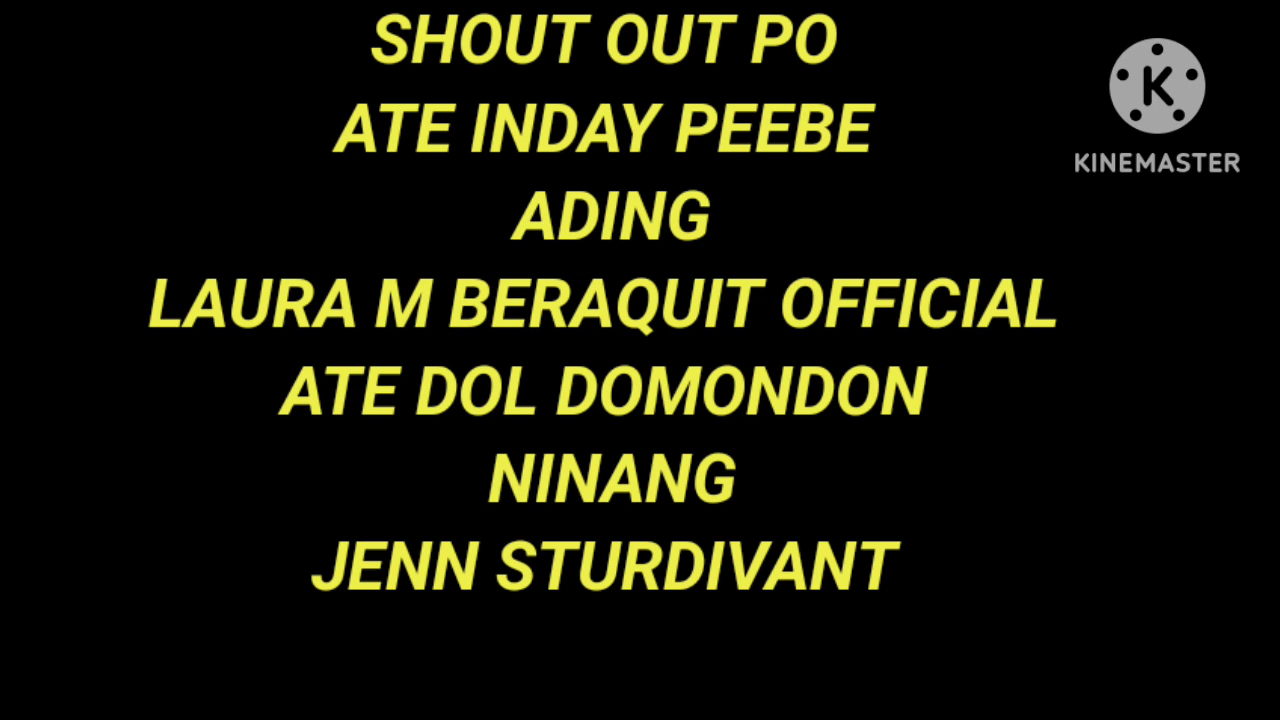 SHOUT OUT PO
ATE INDAY PEEBE
ADING
LAURA M BERAQUIT OFFICIAL
ATE DOL DOMONDON
NINANG
JENN STURDIVANT
K
KINEMASTER